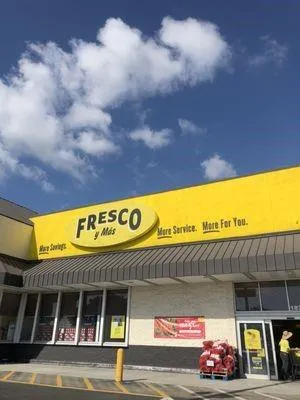 FRESCO
y Más
More Savings.
More Service. More For You.